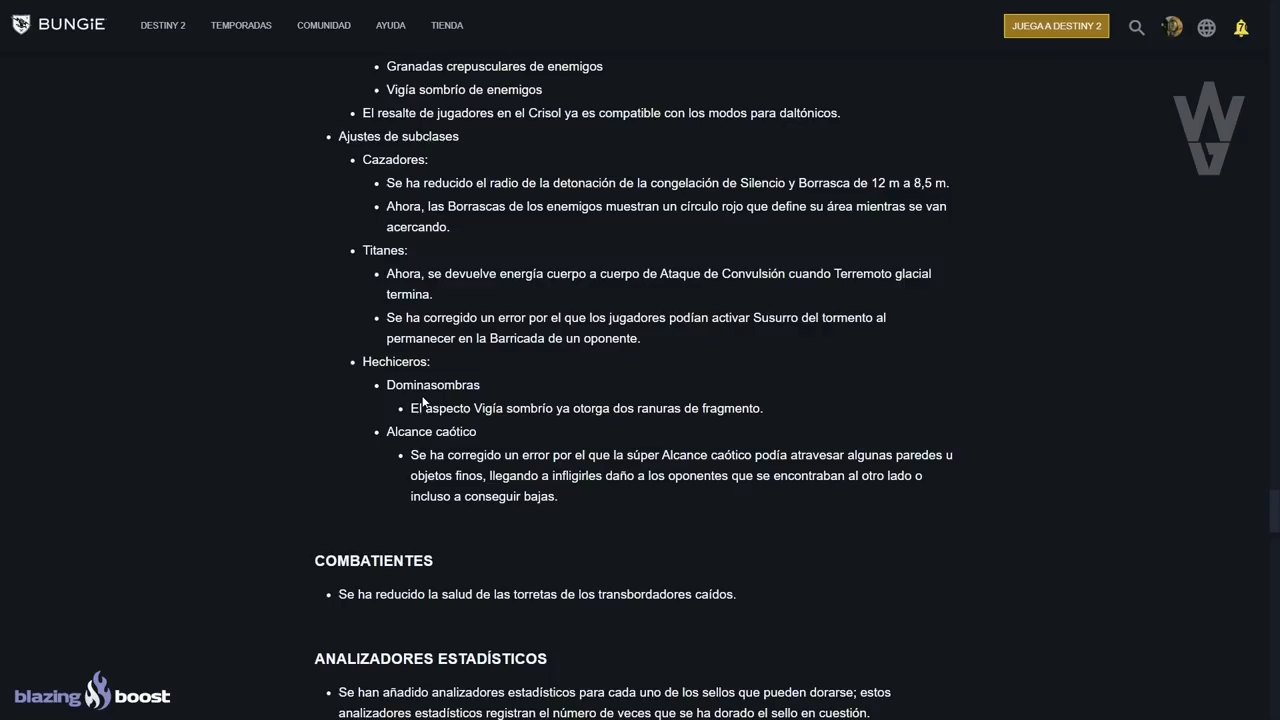 BUNGiE
DESTINY 2
TEMPORADAS
COMUNIDAD
AYUDA
TIENDA
JUEGA A DESTINY 2
7
• Granadas crepusculares de enemigos
• Vigía sombrío de enemigos
• El resalte de jugadores en el Crisol ya es compatible con los modos para daltónicos.
• Ajustes de subclases
• Cazadores:
• Se ha reducido el radio de la detonación de la congelación de Silencio y Borrasca de 12 m a 8,5 m.
• Ahora, las Borrascas de los enemigos muestran un círculo rojo que define su área mientras se van
acercando.
• Titanes:
• Ahora, se devuelve energía cuerpo a cuerpo de Ataque de Convulsión cuando Terremoto glacial
termina.
• Se ha corregido un error por el que los jugadores podían activar Susurro del tormento al
permanecer en la Barricada de un oponente.
• Hechiceros:
• Dominasombras
• El aspecto Vigía sombrío ya otorga dos ranuras de fragmento.
• Alcance caótico
• Se ha corregido un error por el que la súper Alcance caótico podía atravesar algunas paredes u
objetos finos, llegando a infligirles daño a los oponentes que se encontraban al otro lado o
incluso a conseguir bajas.
COMBATIENTES
• Se ha reducido la salud de las torretas de los transbordadores caídos.
ANALIZADORES ESTADÍSTICOS
• Se han añadido analizadores estadísticos para cada uno de los sellos que pueden dorarse; estos
analizadores estadísticos registran el número de veces que se ha dorado el sello en cuestión.
blazing boost